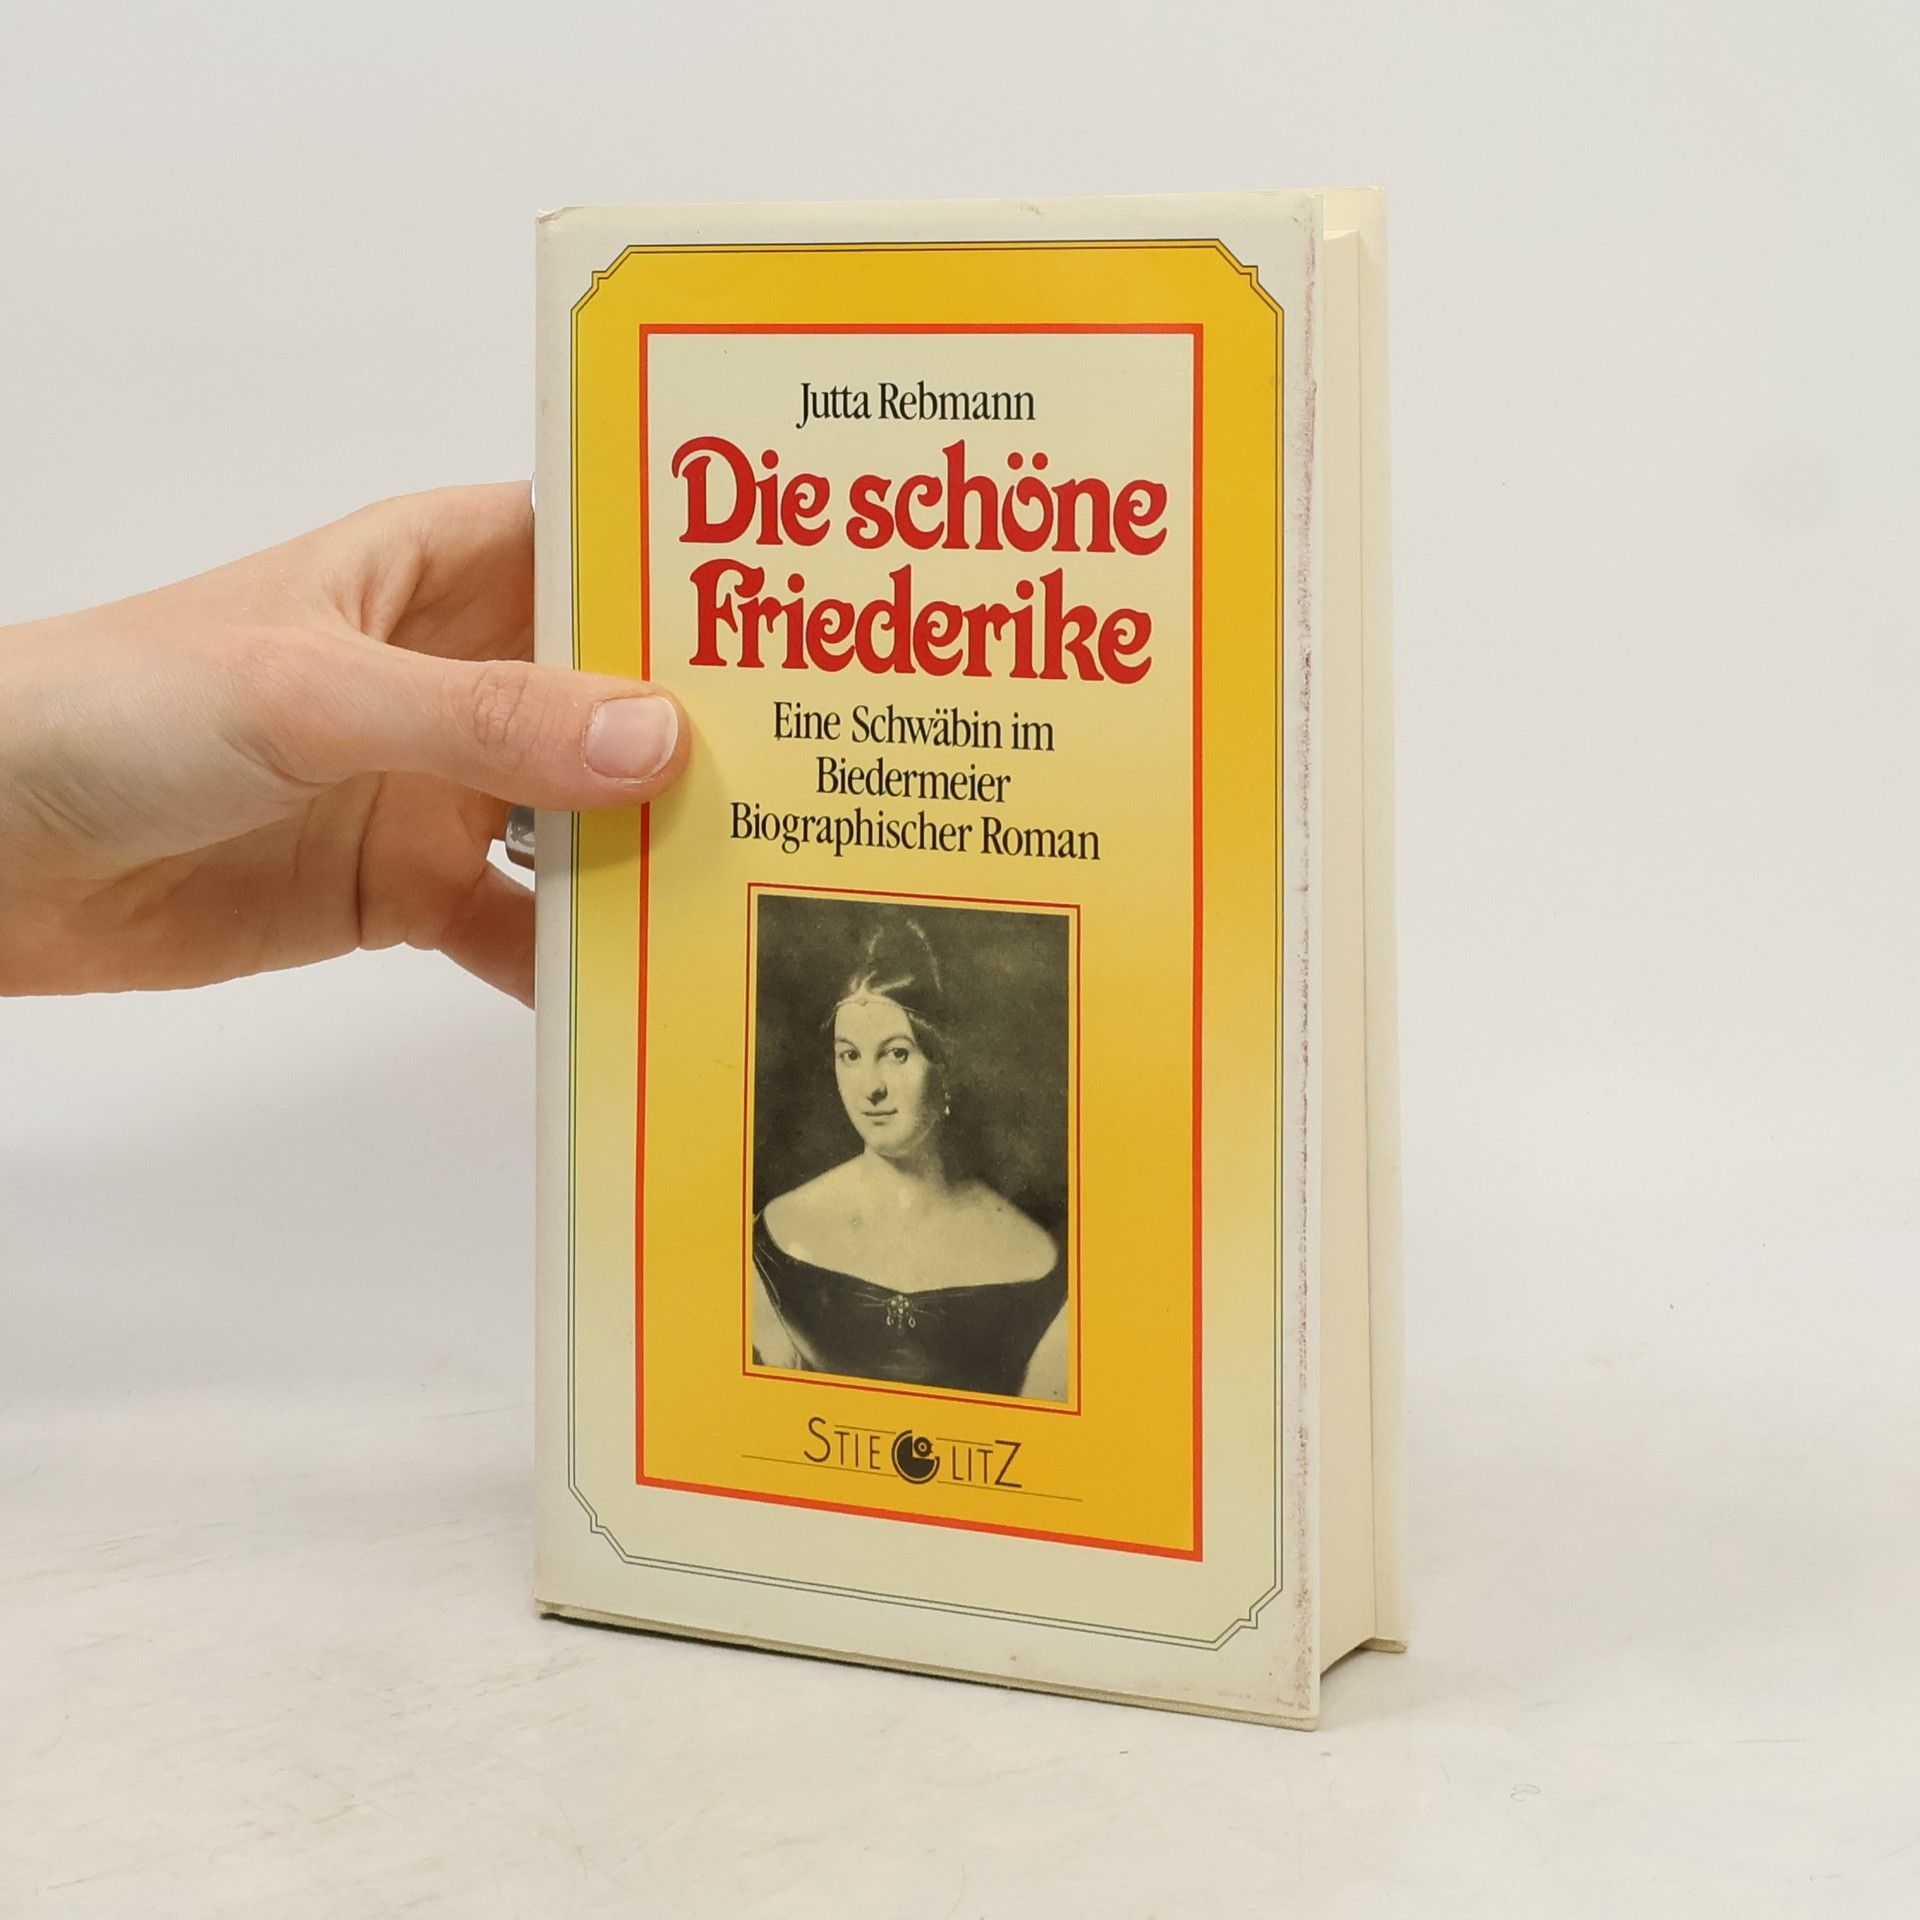 Jutta Rebmann
Die schöne
Friederike
Eine Schwäbin im
Biedermeier
Biographischer Roman
STIEGLITZ